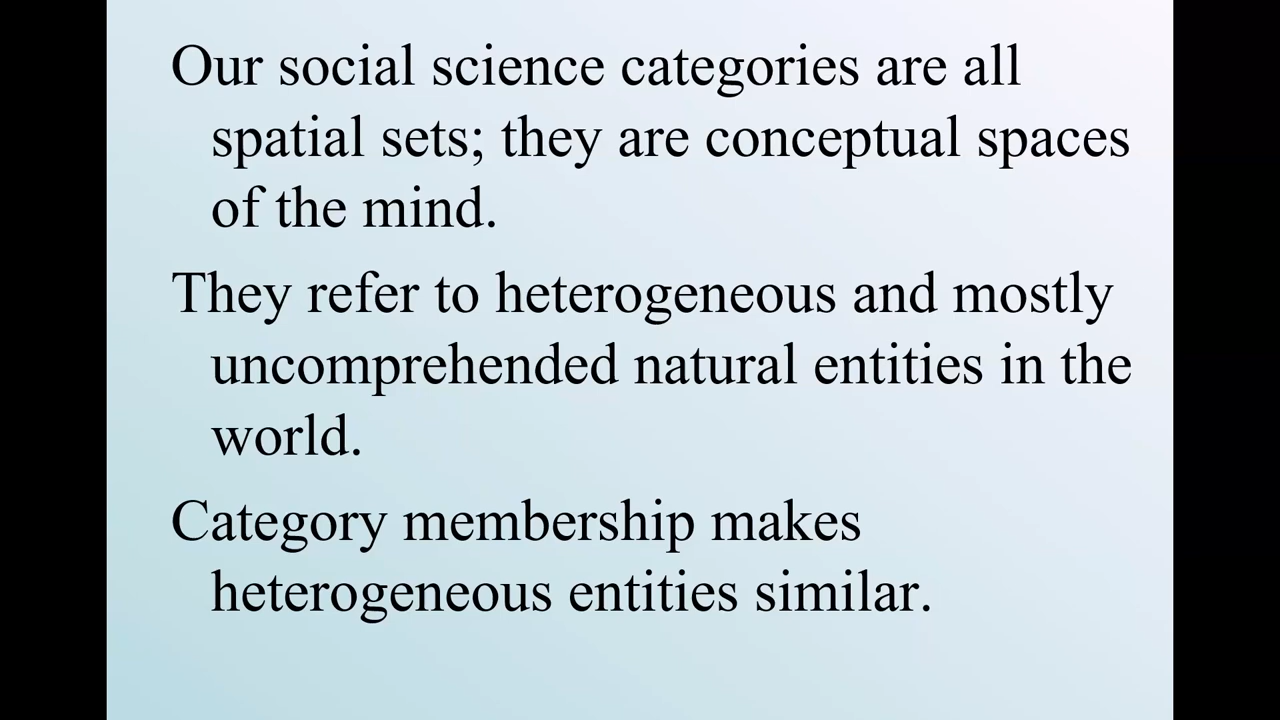 Our social science categories are all
spatial sets; they are conceptual spaces
of the mind.
They refer to heterogeneous and mostly
uncomprehended natural entities in the
world.
Category membership makes
heterogeneous entities similar.